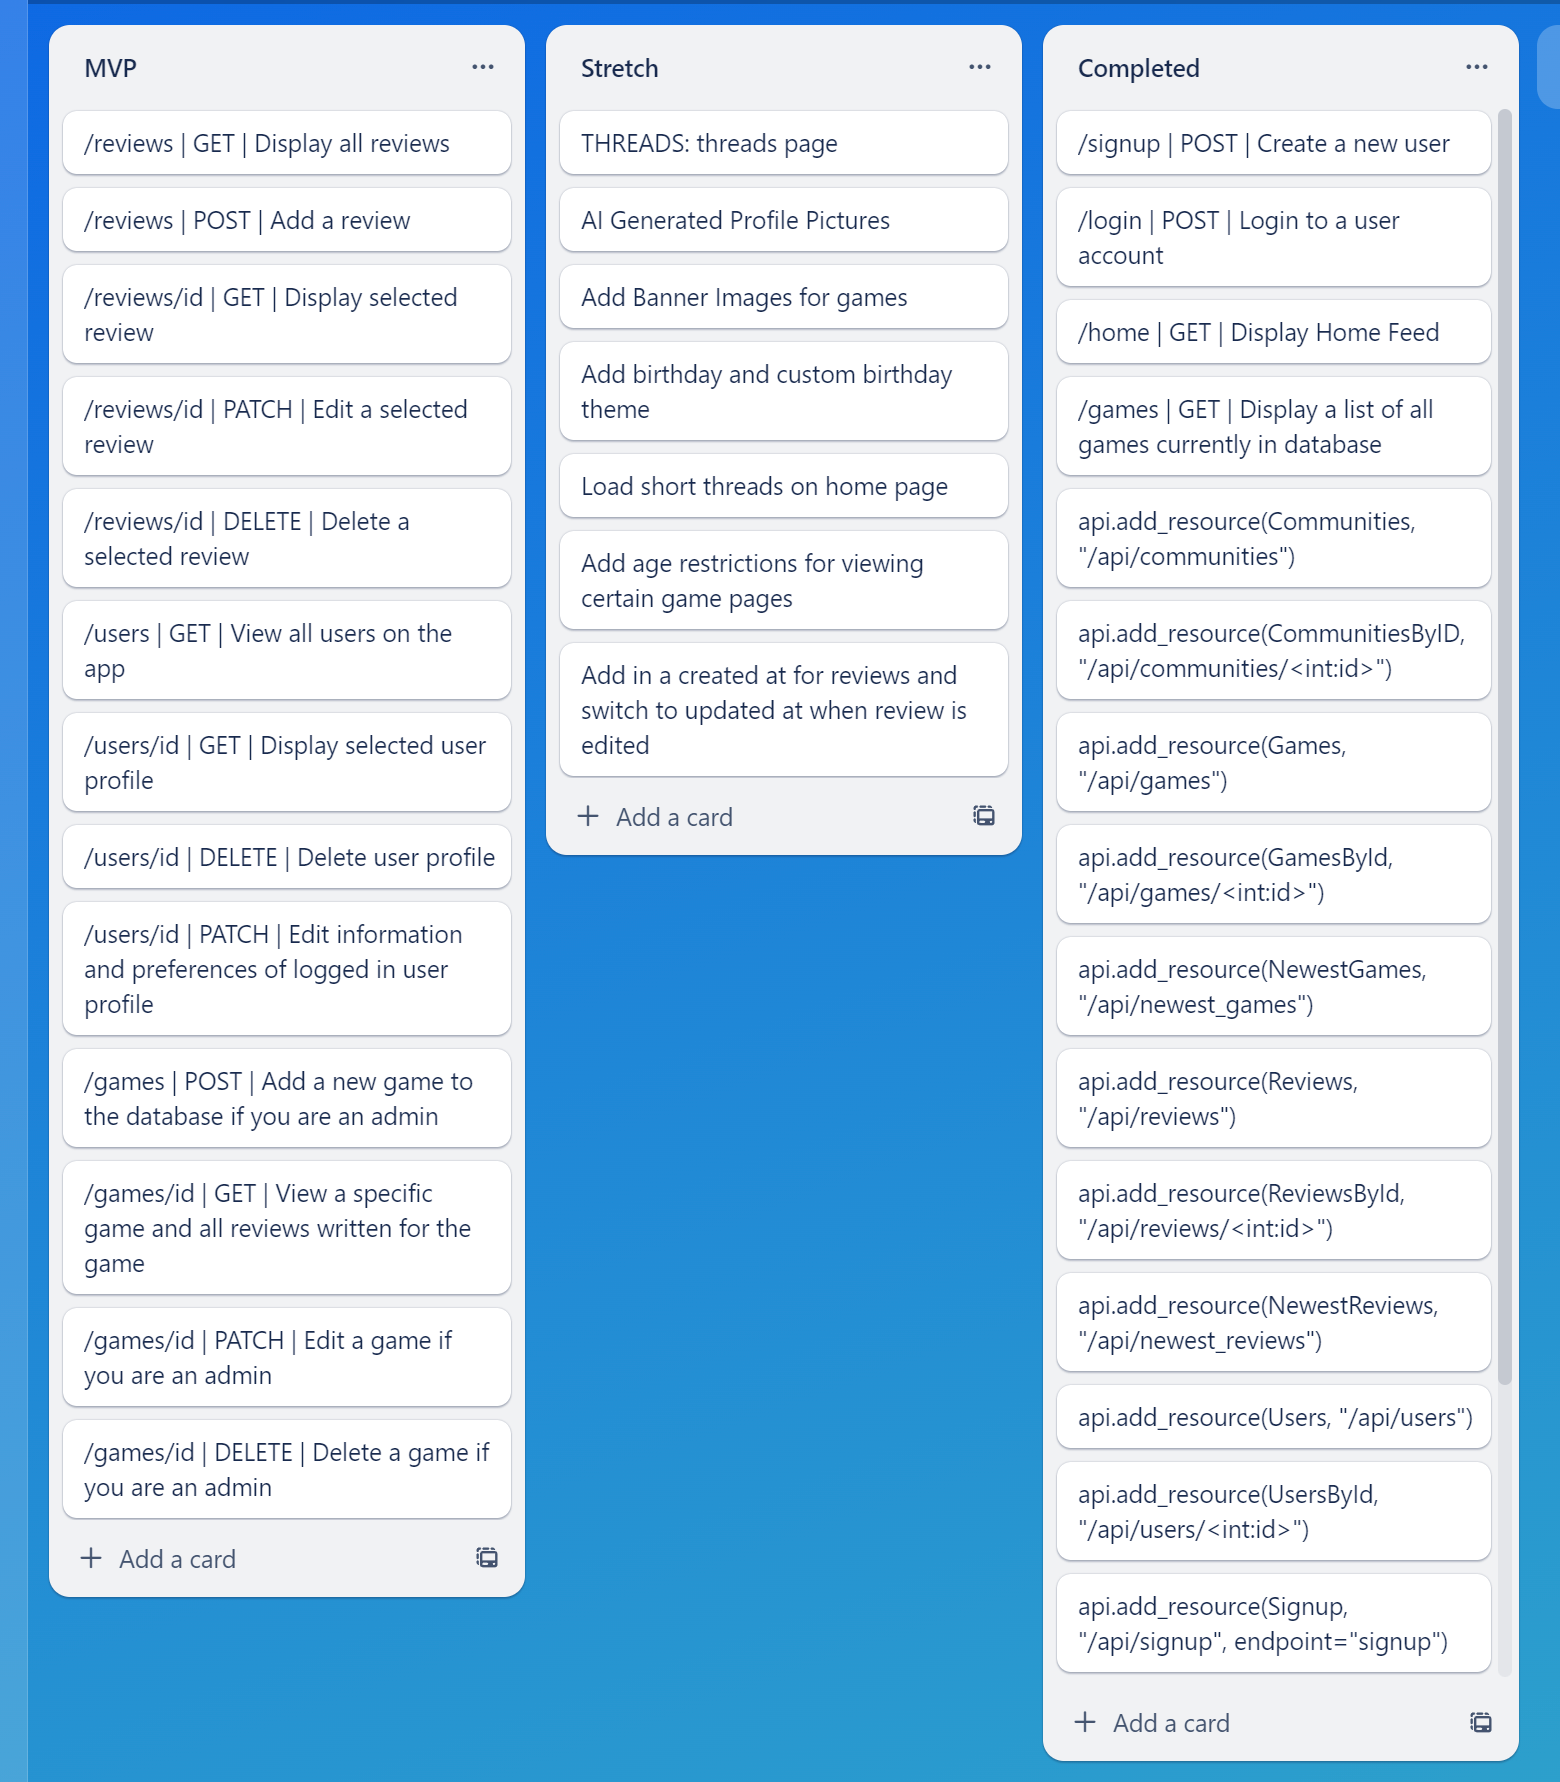 MVP
/reviews | GET | Display all reviews
/reviews | POST | Add a review
/reviews/id | GET | Display selected
review
/reviews/id | PATCH | Edit a selected
review
/reviews/id | DELETE | Delete a
selected review
/users | GET | View all users on the
app
/users/id | GET | Display selected user
profile
/users/id | DELETE | Delete user profile
/users/id | PATCH | Edit information
and preferences of logged in user
profile
/games | POST | Add a new game to
the database if you are an admin
/games/id | GET | View a specific
game and all reviews written for the
game
/games/id | PATCH | Edit a game if
you are an admin
/games/id | DELETE | Delete a game if
you are an admin
Add a card
Stretch
THREADS: threads page
AI Generated Profile Pictures
Add Banner Images for games
Add birthday and custom birthday
theme
Load short threads on home page
Add age restrictions for viewing
certain game pages
Add in a created at for reviews and
switch to updated at when review is
edited
Add a card
Completed
/signup | POST | Create a new user
/login | POST | Login to a user
account
/home | GET | Display Home Feed
/games | GET | Display a list of all
games currently in database
api.add_resource(Communities,
"/api/communities")
api.add_resource(CommunitiesByID,
"/api/communities/<int:id>")
api.add_resource(Games,
"/api/games")
api.add_resource(GamesById,
"/api/games/<int:id>")
api.add_resource(NewestGames,
"/api/newest_games")
api.add_resource(Reviews,
"/api/reviews")
api.add_resource(ReviewsById,
"/api/reviews/<int:id>")
api.add_resource(NewestReviews,
"/api/newest_reviews")
api.add_resource(Users, "/api/users")
api.add_resource(UsersById,
"/api/users/<int:id>")
api.add_resource(Signup,
"/api/signup", endpoint="signup")
Add a card